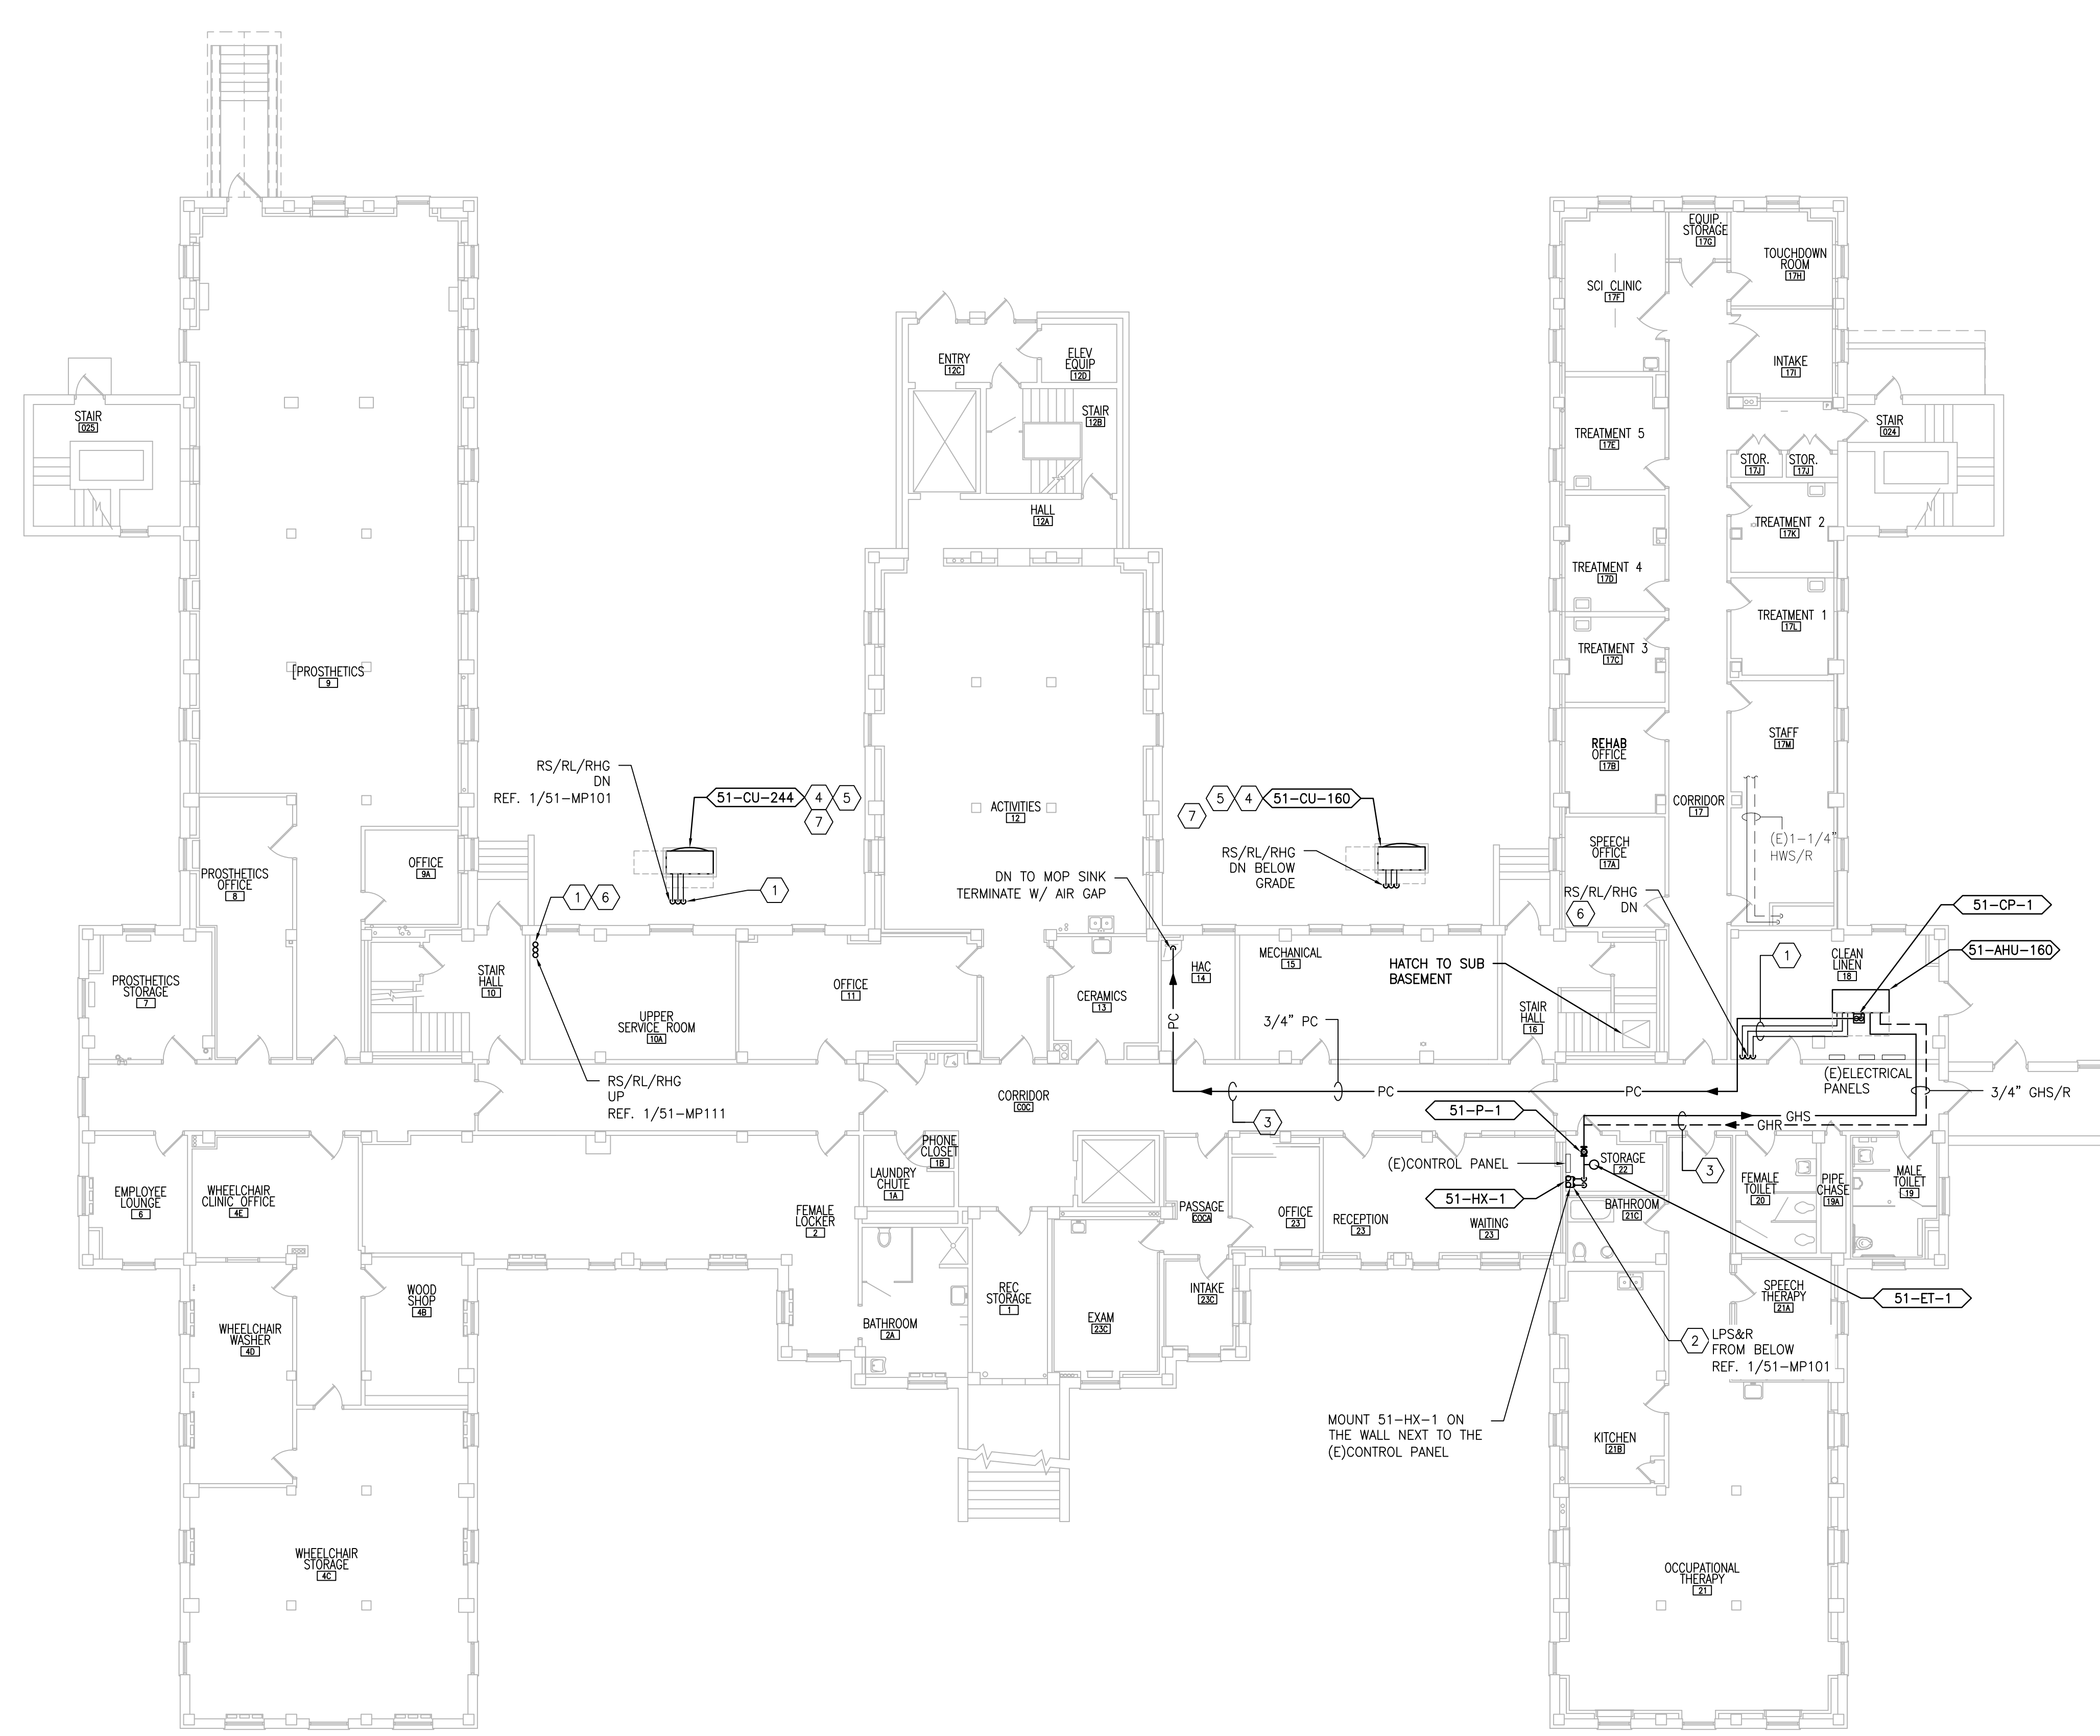 EQUIP.
STORAGE
17G
TOUCHDOWN
ROOM
17H
SCI CLINIC
17F
ENTRY
12C
ELEV
EQUIP
12D
INTAKE
17I
STAIR
025
STAIR
12B
STAIR
024
TREATMENT 5
17E
STOR.
17J
STOR.
17J
HALL
12A
TREATMENT 2
17K
TREATMENT 4
17D
TREATMENT 1
17L
TREATMENT 3
17C
PROSTHETICS
9
REHAB
OFFICE
17B
STAFF
17M
RS/RL/RHG
DN
REF. 1/51-MP101
51-CU-244
4
5
7
ACTIVITIES
12
7
5
4
51-CU-160
CORRIDOR
17
(E)1-1/4"
HWS/R
RS/RL/RHG
DN BELOW
GRADE
SPEECH
OFFICE
17A
PROSTHETICS
OFFICE
8
OFFICE
9A
1
6
1
DN TO MOP SINK
TERMINATE W/ AIR GAP
RS/RL/RHG
DN
6
51-CP-1
51-AHU-160
PROSTHETICS
STORAGE
7
STAIR
HALL
10
UPPER
SERVICE ROOM
10A
OFFICE
11
CERAMICS
13
HAC
14
MECHANICAL
15
HATCH TO SUB
BASEMENT
STAIR
HALL
16
1
CLEAN
LINEN
18
PC
3/4" PC
RS/RL/RHG
UP
REF. 1/51-MP111
CORRIDOR
COC
PC
PC
(E)ELECTRICAL
PANELS
3/4" GHS/R
3
51-P-1
GHS
GHR
3
EMPLOYEE
LOUNGE
6
WHEELCHAIR
CLINIC OFFICE
4E
FEMALE
LOCKER
2
PHONE
CLOSET
1B
LAUNDRY
CHUTE
1A
PASSAGE
COCA
OFFICE
23
RECEPTION
23
WAITING
23
(E)CONTROL PANEL
51-HX-1
STORAGE
22
BATHROOM
21C
FEMALE
TOILET
20
PIPE
CHASE
19A
MALE
TOILET
19
WOOD
SHOP
4B
WHEELCHAIR
WASHER
4D
BATHROOM
2A
REC
STORAGE
1
EXAM
23C
INTAKE
23C
SPEECH
THERAPY
21A
51-ET-1
2
LPS&R
FROM BELOW
REF. 1/51-MP101
MOUNT 51-HX-1 ON
THE WALL NEXT TO THE
(E)CONTROL PANEL
KITCHEN
21B
WHEELCHAIR
STORAGE
4C
OCCUPATIONAL
THERAPY
21